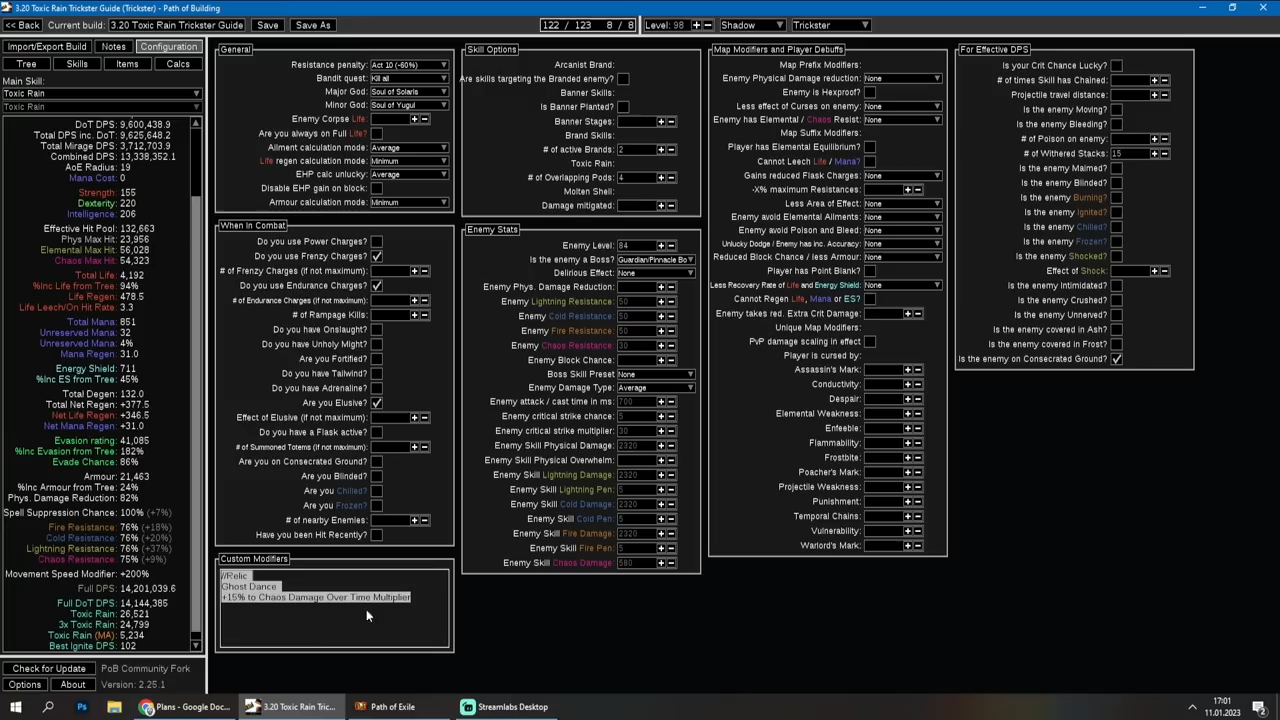 3.20 Toxic Rain Trickster Guide (Trickster) - Path of Building
<< Back
Current build:
3.20 Toxic Rain Trickster Guide
Save
Save As
122 / 123 8 / 8
Level: 98
Shadow
Trickster
Import/Export Build
Notes
Configuration
Tree
Skills
Items
Calcs
Main Skill:
Toxic Rain
Toxic Rain
DoT DPS: 9,600,438.9
Total DPS inc. DoT: 9,625,648.2
Total Mirage DPS: 3,712,703.9
Combined DPS: 13,338,352.1
AoE Radius: 19
Mana Cost: 0
Strength: 155
Dexterity: 220
Intelligence: 206
Effective Hit Pool: 132,663
Phys Max Hit: 23,956
Elemental Max Hit: 56,028
Chaos Max Hit: 54,323
Total Life: 4,192
%Inc Life from Tree: 94%
Life Regen: 478.5
Life Leech/On Hit Rate: 3.3
Total Mana: 851
Unreserved Mana: 32
Unreserved Mana: 4%
Mana Regen: 31.0
Energy Shield: 711
%Inc ES from Tree: 45%
Total Degen: 132.0
Total Net Regen: +377.5
Net Life Regen: +346.5
Net Mana Regen: +31.0
Evasion rating: 41,085
%Inc Evasion from Tree: 182%
Evade Chance: 86%
Armour: 21,463
%Inc Armour from Tree: 24%
Phys. Damage Reduction: 82%
Spell Suppression Chance: 100% (+7%)
Fire Resistance: 76% (+18%)
Cold Resistance: 76% (+20%)
Lightning Resistance: 76% (+37%)
Chaos Resistance: 75% (+9%)
Movement Speed Modifier: +200%
Full DPS: 14,201,039.6
Full DoT DPS: 14,144,385
Toxic Rain: 26,521
3x Toxic Rain: 24,799
Toxic Rain (MA): 5,234
Best Ignite DPS: 102
Check for Update
PoB Community Fork
Options
About
Version: 2.25.1
General
Resistance penalty: Act 10 (-60%)
Bandit quest: Kill all
Major God: Soul of Solaris
Minor God: Soul of Yugul
Enemy Corpse Life:
Are you always on Full Life?
Ailment calculation mode: Average
Life regen calculation mode: Minimum
EHP calc unlucky: Average
Disable EHP gain on block:
Armour calculation mode: Minimum
When In Combat
Do you use Power Charges?
Do you use Frenzy Charges?
# of Frenzy Charges (if not maximum):
Do you use Endurance Charges?
# of Endurance Charges (if not maximum):
# of Rampage Kills:
Do you have Onslaught?
Do you have Unholy Might?
Are you Fortified?
Do you have Tailwind?
Do you have Adrenaline?
Are you Elusive?
Effect of Elusive (if not maximum):
Do you have a Flask active?
# of Summoned Totems (if not maximum):
Are you on Consecrated Ground?
Are you Blinded?
Are you Chilled?
Are you Frozen?
# of nearby Enemies:
Have you been Hit Recently?
Custom Modifiers
//Relic
Ghost Dance
+15% to Chaos Damage Over Time Multiplier
Skill Options
Arcanist Brand:
Are skills targeting the Branded enemy?
Banner Skills:
Is Banner Planted?
Banner Stages:
Brand Skills:
# of active Brands: 2
Toxic Rain:
# of Overlapping Pods: 4
Molten Shell:
Damage mitigated:
Enemy Stats
Enemy Level: 84
Is the enemy a Boss? Guardian/Pinnacle Bo
Delirious Effect: None
Enemy Phys. Damage Reduction:
Enemy Lightning Resistance: 50
Enemy Cold Resistance: 50
Enemy Fire Resistance: 50
Enemy Chaos Resistance: 30
Enemy Block Chance:
Boss Skill Preset None
Enemy Damage Type: Average
Enemy attack / cast time in ms: 700
Enemy critical strike chance: 5
Enemy critical strike multiplier: 30
Enemy Skill Physical Damage: 2320
Enemy Skill Physical Overwhelm:
Enemy Skill Lightning Damage: 2320
Enemy Skill Lightning Pen: 5
Enemy Skill Cold Damage: 2320
Enemy Skill Cold Pen: 5
Enemy Skill Fire Damage: 2320
Enemy Skill Fire Pen: 5
Enemy Skill Chaos Damage: 580
Map Modifiers and Player Debuffs
Map Prefix Modifiers:
Enemy Physical Damage reduction: None
Enemy is Hexproof?
Less effect of Curses on enemy: None
Enemy has Elemental / Chaos Resist: None
Map Suffix Modifiers:
Player has Elemental Equilibrium?
Cannot Leech Life / Mana?
Gains reduced Flask Charges: None
-X% maximum Resistances:
Less Area of Effect: None
Enemy avoid Elemental Ailments: None
Enemy avoid Poison and Bleed: None
Unlucky Dodge / Enemy has inc. Accuracy: None
Reduced Block Chance / less Armour: None
Player has Point Blank?
Less Recovery Rate of Life and Energy Shield: None
Cannot Regen Life, Mana or ES?
Enemy takes red. Extra Crit Damage:
Unique Map Modifiers:
PvP damage scaling in effect
Player is cursed by:
Assassin's Mark:
Conductivity:
Despair:
Elemental Weakness:
Enfeeble:
Flammability:
Frostbite:
Poacher's Mark:
Projectile Weakness:
Punishment:
Temporal Chains:
Vulnerability:
Warlord's Mark:
For Effective DPS
Is your Crit Chance Lucky?
# of times Skill has Chained:
Projectile travel distance:
Is the enemy Moving?
Is the enemy Bleeding?
# of Poison on Enemy:
# of Withered Stacks: 15
Is the enemy Maimed?
Is the enemy Blinded?
Is the enemy Burning?
Is the enemy Ignited?
Is the enemy Chilled?
Is the enemy Frozen?
Is the enemy Shocked?
Effect of Shock:
Is the enemy Intimidated?
Is the enemy Crushed?
Is the enemy Unnerved?
Is the enemy covered in Ash?
Is the enemy covered in Frost?
Is the enemy on Consecrated Ground?
Plans - Google Doc...
3.20 Toxic Rain Tric...
Path of Exile
Streamlabs Desktop
17:01
11.01.2023
2